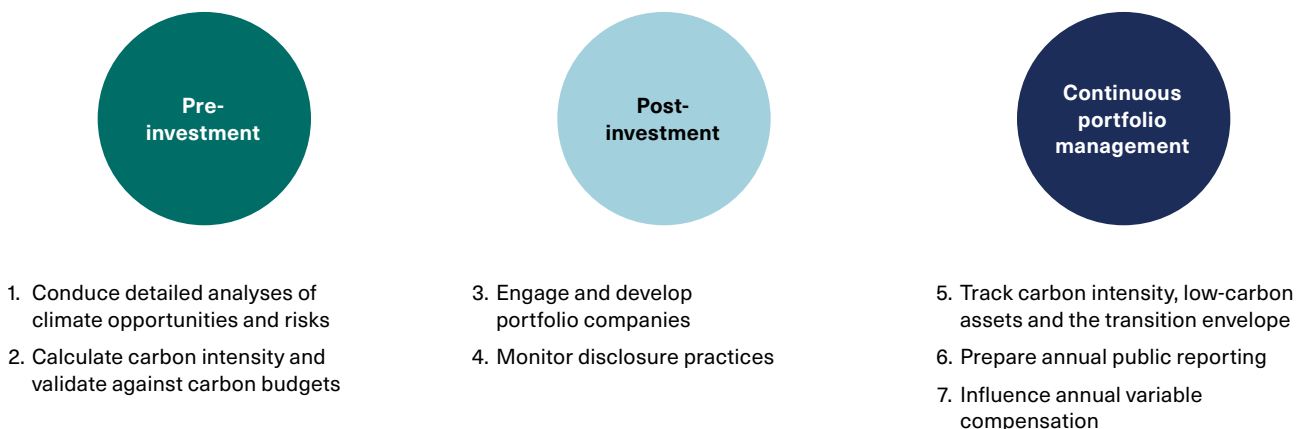 Pre-
investment
Post-
investment
Continuous
portfolio
management
1. Conduce detailed analyses of
climate opportunities and risks
2. Calculate carbon intensity and
validate against carbon budgets
3. Engage and develop
portfolio companies
4. Monitor disclosure practices
5. Track carbon intensity, low-carbon
assets and the transition envelope
6. Prepare annual public reporting
7. Influence annual variable
compensation